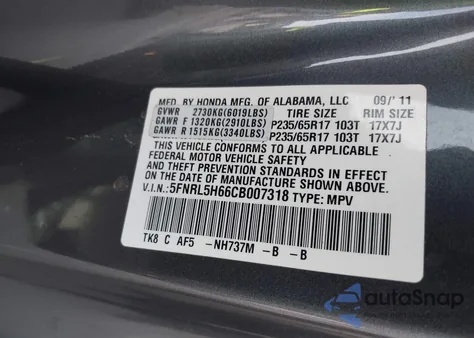 MFD. BY HONDA MFG. OF ALABAMA, LLC 09/'11
GVWR 2730KG(6019LBS) TIRE SIZE RIM SIZE
GAWR F 1320KG(2910LBS) P235/65R17 103T 17X7J
GAWR R 1515KG(3340LBS) P235/65R17 103T 17X7J
THIS VEHICLE CONFORMS TO ALL APPLICABLE
FEDERAL MOTOR VEHICLE SAFETY
AND THEFT PREVENTION STANDARDS IN EFFECT
ON THE DATE OF MANUFACTURE SHOWN ABOVE.
V.I.N:5FNRL5H66CB007318 TYPE: MPV
TK8 C AF5 -NH737M -B -B
autoSnap